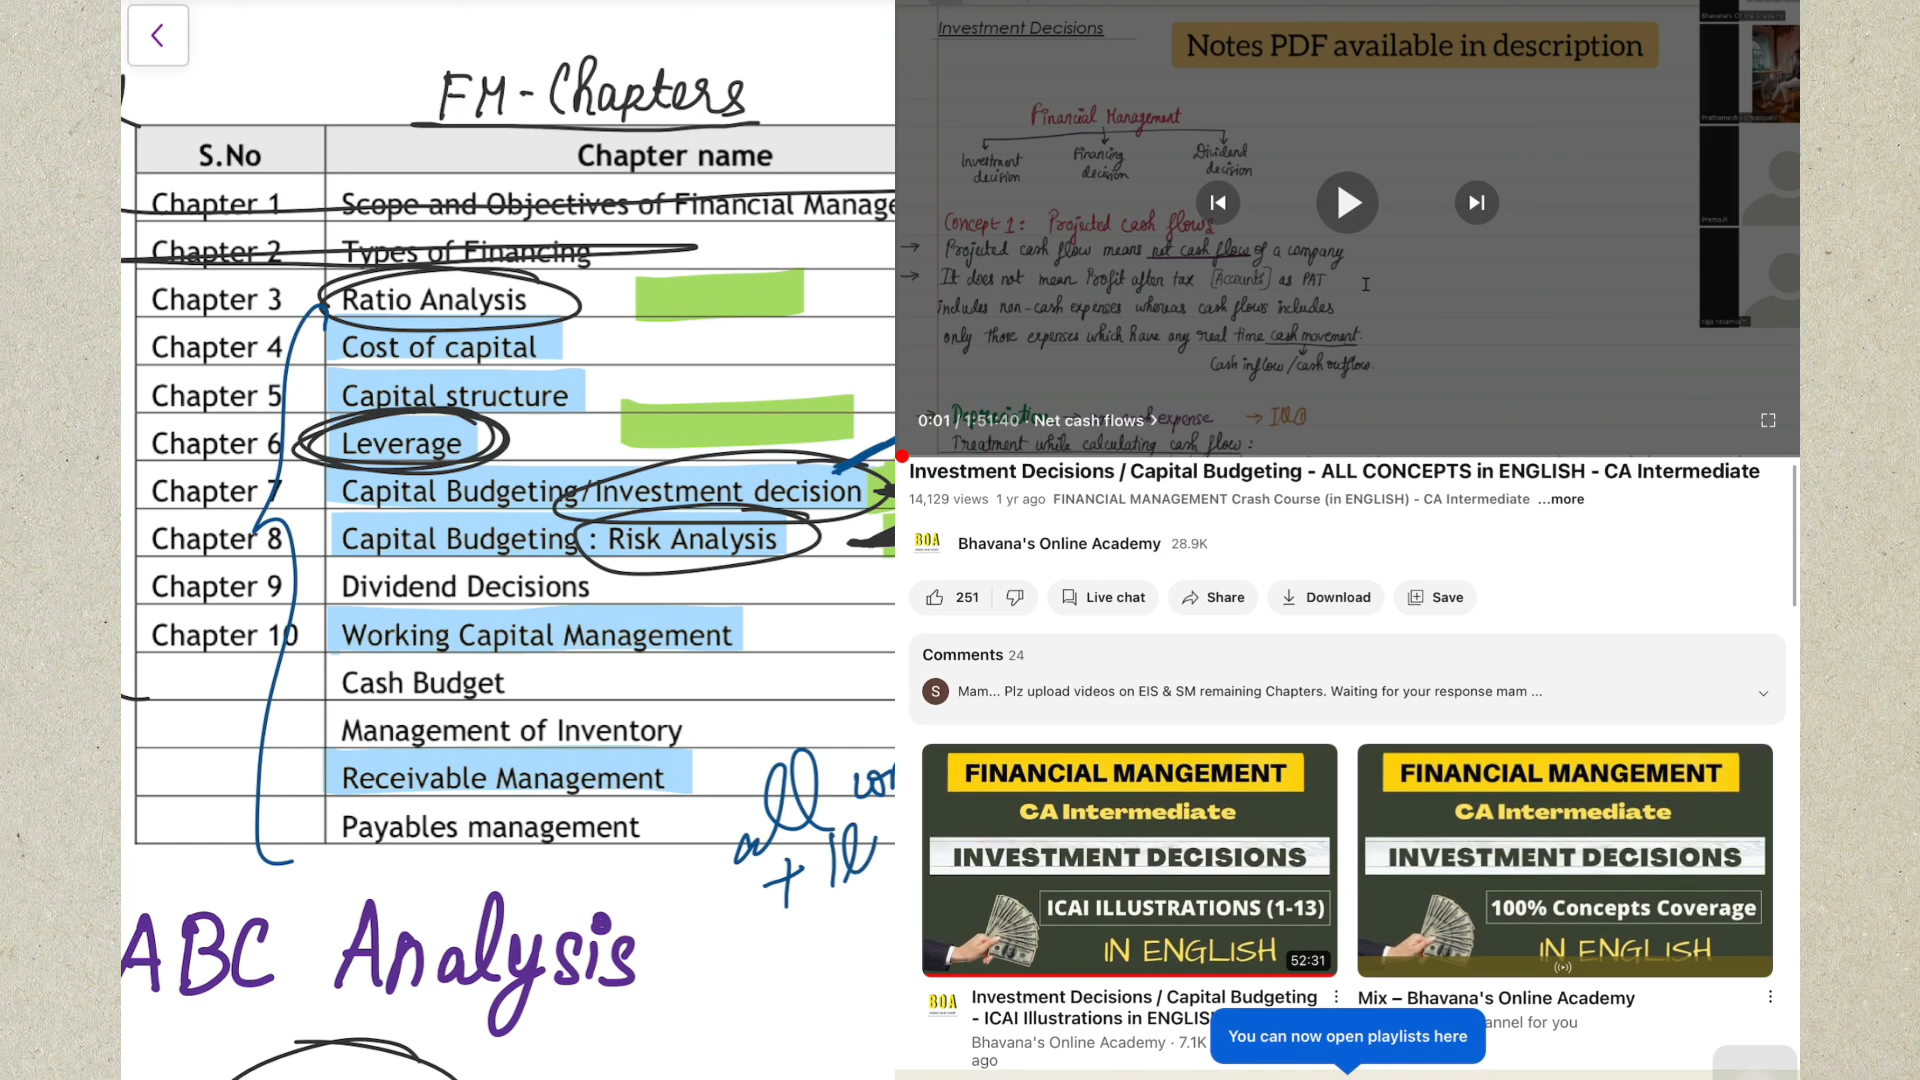 FM - Chapters
S.No Chapter name
Chapter 1 Scope and Objectives of Financial Manage
Chapter 2 Types of Financing
Chapter 3 Ratio Analysis
Chapter 4 Cost of capital
Chapter 5 Capital structure
Chapter 6 Leverage
Chapter 7 Capital Budgeting/Investment decision
Chapter 8 Capital Budgeting : Risk Analysis
Chapter 9 Dividend Decisions
Chapter 10 Working Capital Management
Cash Budget
Management of Inventory
Receivable Management
Payables management
all
+ Ill
ABC Analysis
Investment Decisions
Notes PDF available in description
Financial Management
Investment decision
Financing decision
Dividend decision
Concept 1: Projected cash flows
→ Projected cash flow means net cash flow of a company
→ It does not mean Profit after tax [Accounts] as PAT
includes non-cash expenses whereas cash flows includes
only those expenses which have any real time cash movement.
Cash inflow/cash outflow.
Depreciation → expense
Treatment while calculating cash flow:
0:01 / 1:51:40 · Net cash flows >
Investment Decisions / Capital Budgeting - ALL CONCEPTS in ENGLISH - CA Intermediate
14,129 views 1 yr ago FINANCIAL MANAGEMENT Crash Course (in ENGLISH) - CA Intermediate ...more
BOA Bhavana's Online Academy 28.9K
251 Live chat Share Download Save
Comments 24
S Mam... Plz upload videos on EIS & SM remaining Chapters. Waiting for your response mam ...
FINANCIAL MANGEMENT
CA Intermediate
INVESTMENT DECISIONS
ICAI ILLUSTRATIONS (1-13)
IN ENGLISH
52:31
BOA Investment Decisions / Capital Budgeting
- ICAI Illustrations in ENGLIS
Bhavana's Online Academy · 7.1K
ago
FINANCIAL MANGEMENT
CA Intermediate
INVESTMENT DECISIONS
100% Concepts Coverage
IN ENGLISH
Mix – Bhavana's Online Academy
annel for you
You can now open playlists here